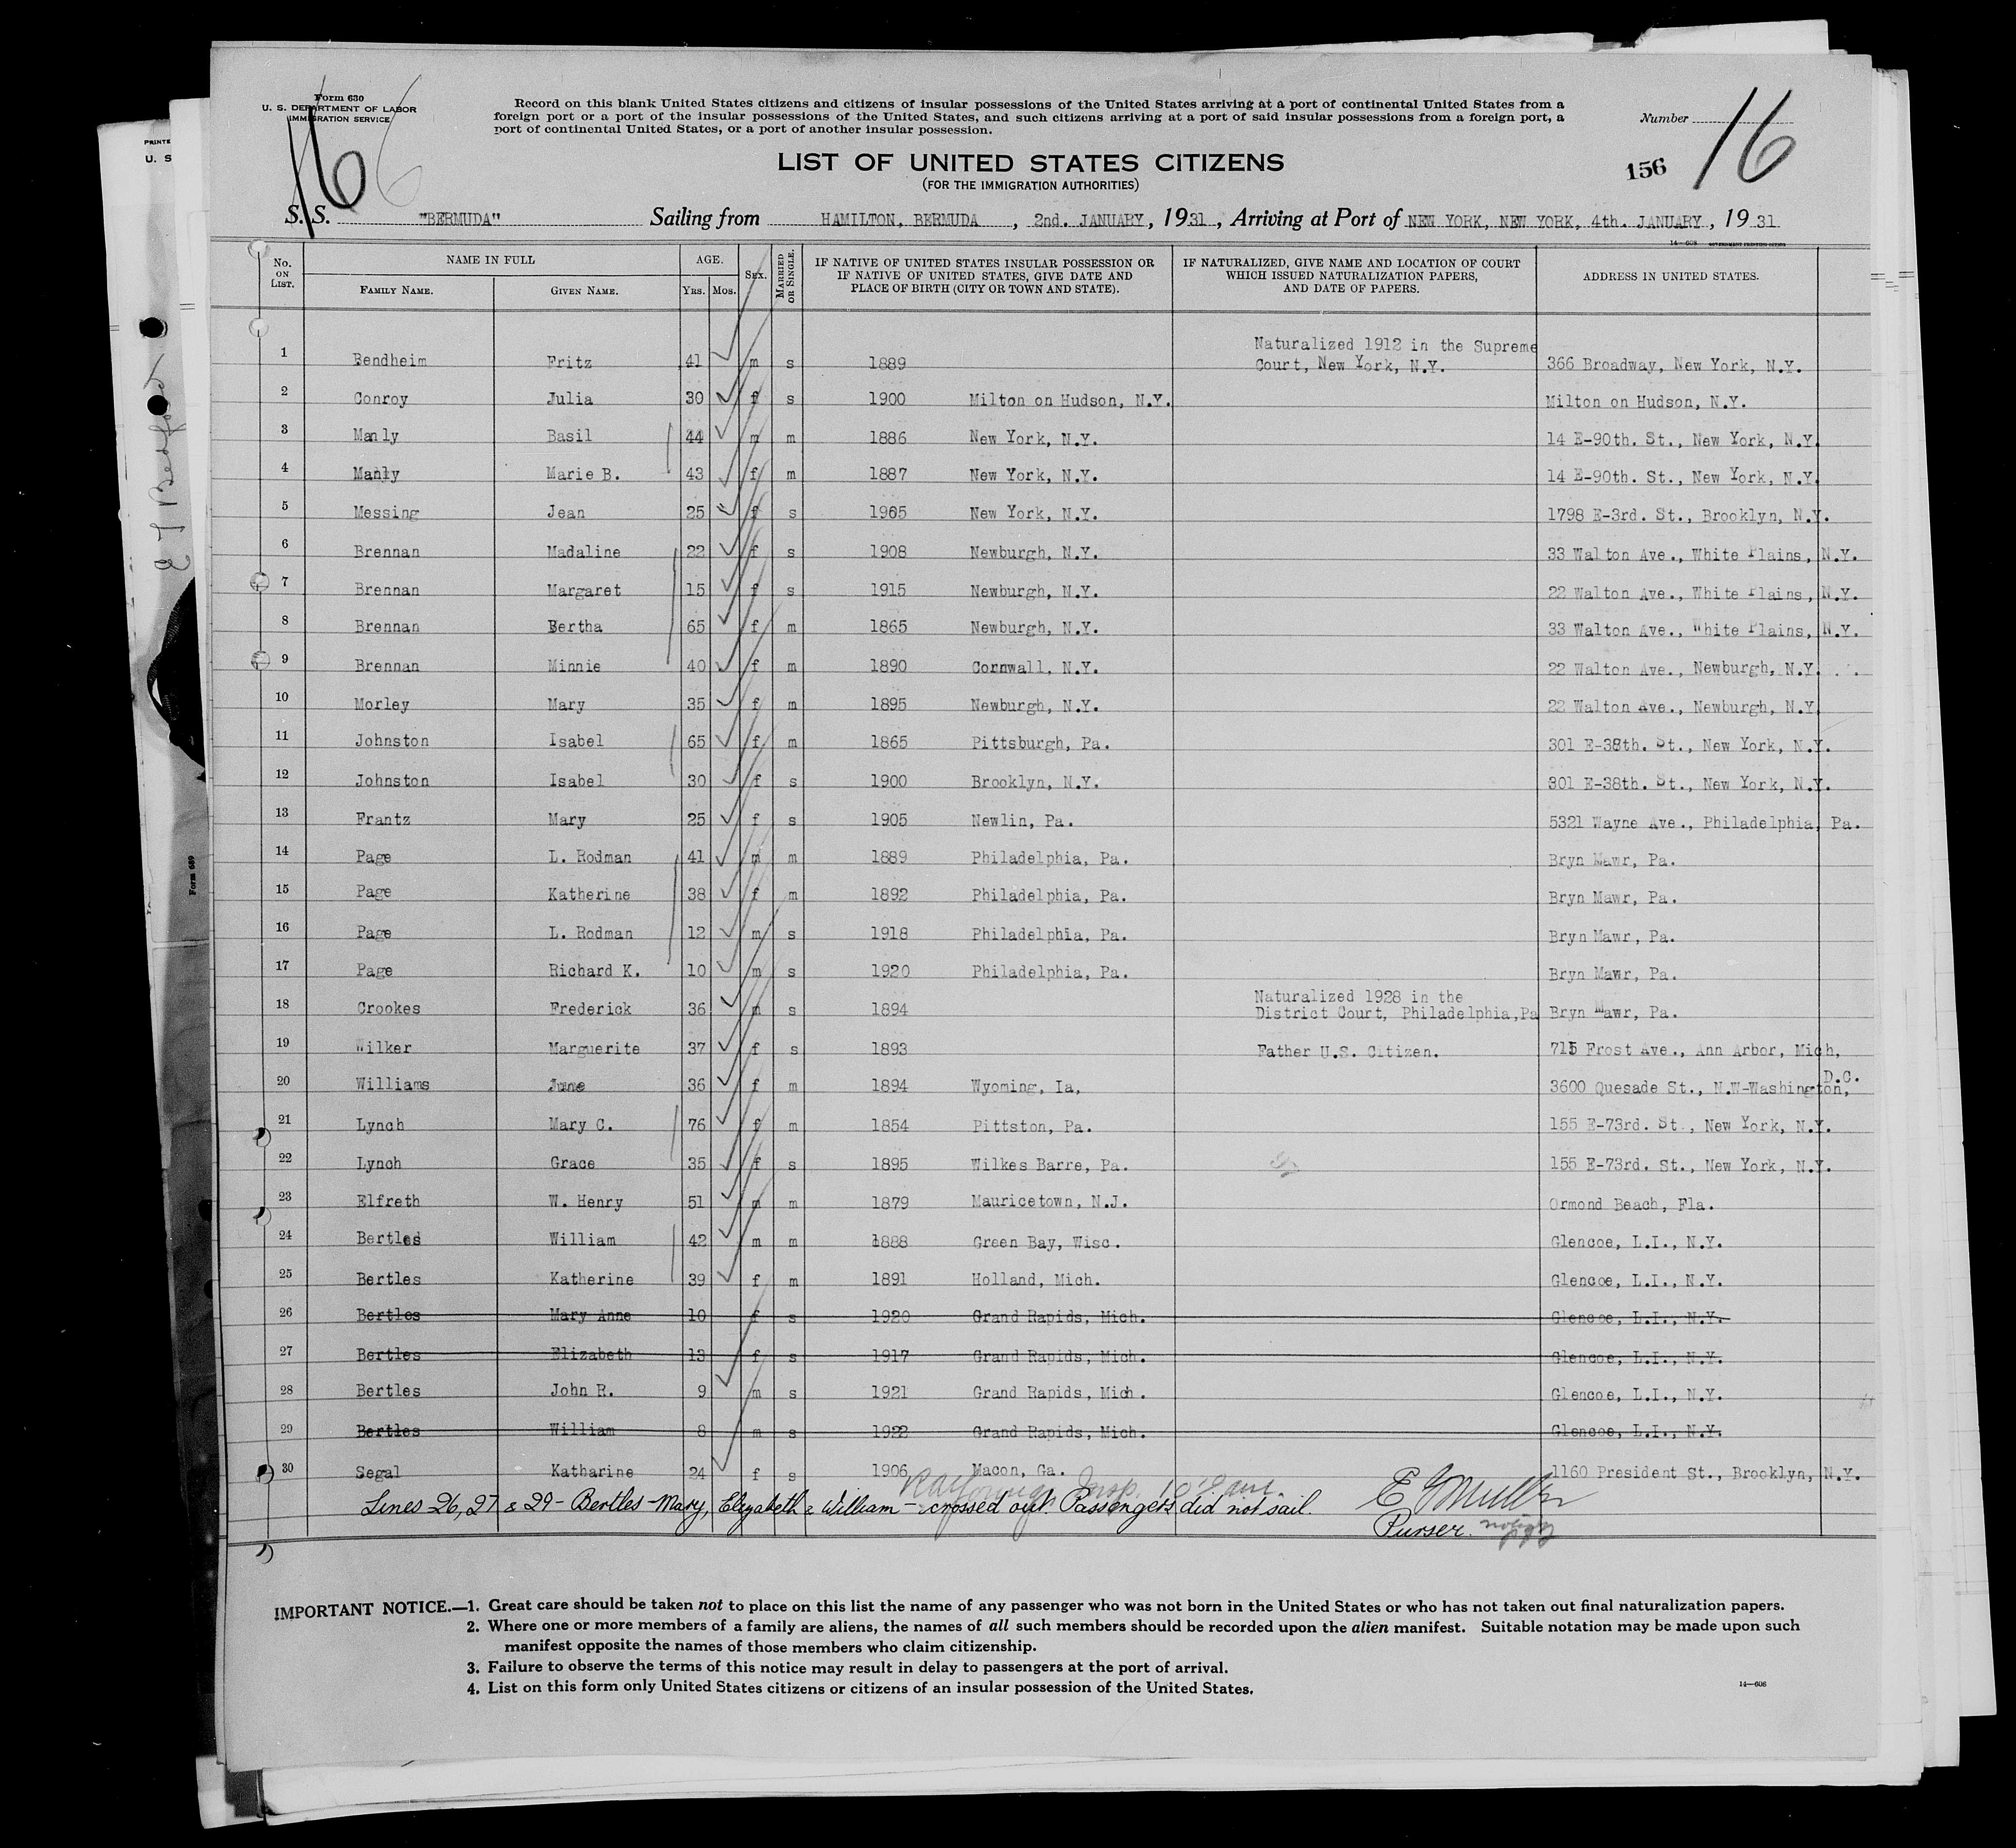 Form 630
U. S. DEPARTMENT OF LABOR
IMMIGRATION SERVICE
16
6
Record on this blank United States citizens and citizens of insular possessions of the United States arriving at a port of continental United States from a
foreign port or a port of the insular possessions of the United States, and such citizens arriving at a port of said insular possessions from a foreign port, a
port of continental United States, or a port of another insular possession.
Number
16
LIST OF UNITED STATES CITIZENS
(FOR THE IMMIGRATION AUTHORITIES)
156
S. S. "BERMUDA" Sailing from HAMILTON, BERMUDA , 2nd. JANUARY , 1931 , Arriving at Port of NEW YORK, NEW YORK, 4th. JANUARY , 1931
14—608 GOVERNMENT PRINTING OFFICE
No. ON LIST. NAME IN FULL FAMILY NAME. GIVEN NAME. AGE. YRS. MOS. SEX. MARRIED OR SINGLE. IF NATIVE OF UNITED STATES INSULAR POSSESSION OR IF NATIVE OF UNITED STATES, GIVE DATE AND PLACE OF BIRTH (CITY OR TOWN AND STATE). IF NATURALIZED, GIVE NAME AND LOCATION OF COURT WHICH ISSUED NATURALIZATION PAPERS, AND DATE OF PAPERS. ADDRESS IN UNITED STATES.
1 Bendheim Fritz 41 m s 1889 Naturalized 1912 in the Supreme Court, New York, N.Y. 366 Broadway, New York, N.Y.
2 Conroy Julia 30 f s 1900 Milton on Hudson, N.Y. Milton on Hudson, N.Y.
3 Manly Basil 44 m m 1886 New York, N.Y. 14 E-90th. St., New York, N.Y.
4 Manly Marie B. 43 f m 1887 New York, N.Y. 14 E-90th. St., New York, N.Y.
5 Messing Jean 25 f s 1905 New York, N.Y. 1798 E-3rd. St., Brooklyn, N.Y.
6 Brennan Madaline 22 f s 1908 Newburgh, N.Y. 33 Walton Ave., White Plains, N.Y.
7 Brennan Margaret 15 f s 1915 Newburgh, N.Y. 22 Walton Ave., White Plains, N.Y.
8 Brennan Bertha 65 f m 1865 Newburgh, N.Y. 33 Walton Ave., White Plains, N.Y.
9 Brennan Minnie 40 f m 1890 Cornwall, N.Y. 22 Walton Ave., Newburgh, N.Y.
10 Morley Mary 35 f m 1895 Newburgh, N.Y. 22 Walton Ave., Newburgh, N.Y.
11 Johnston Isabel 65 f m 1865 Pittsburgh, Pa. 301 E-38th. St., New York, N.Y.
12 Johnston Isabel 30 f s 1900 Brooklyn, N.Y. 301 E-38th. St., New York, N.Y.
13 Frantz Mary 25 f s 1905 Newlin, Pa. 5321 Wayne Ave., Philadelphia, Pa.
14 Page L. Rodman 41 m m 1889 Philadelphia, Pa. Bryn Mawr, Pa.
15 Page Katherine 38 f m 1892 Philadelphia, Pa. Bryn Mawr, Pa.
16 Page L. Rodman 12 m s 1918 Philadelphia, Pa. Bryn Mawr, Pa.
17 Page Richard K. 10 m s 1920 Philadelphia, Pa. Bryn Mawr, Pa.
18 Crookes Frederick 36 m s 1894 Naturalized 1928 in the District Court, Philadelphia,Pa Bryn Mawr, Pa.
19 Wilker Marguerite 37 f s 1893 Father U.S. Citizen. 715 Frost Ave., Ann Arbor, Mich,
20 Williams June 36 f m 1894 Wyoming, Ia, 3600 Quesade St., N.W-Washington, D.C.
21 Lynch Mary C. 76 f m 1854 Pittston, Pa. 155 E-73rd. St., New York, N.Y.
22 Lynch Grace 35 f s 1895 Wilkes Barre, Pa. 155 E-73rd. St., New York, N.Y.
23 Elfreth W. Henry 51 m m 1879 Mauricetown, N.J. Ormond Beach, Fla.
24 Bertles William 42 m m 1888 Green Bay, Wisc. Glencoe, L.I., N.Y.
25 Bertles Katherine 39 f m 1891 Holland, Mich. Glencoe, L.I., N.Y.
26 Bertles Mary Anne 10 f s 1920 Grand Rapids, Mich. Glencoe, L.I., N.Y.
27 Bertles Elizabeth 13 f s 1917 Grand Rapids, Mich. Glencoe, L.I., N.Y.
28 Bertles John R. 9 m s 1921 Grand Rapids, Mich. Glencoe, L.I., N.Y.
29 Bertles William 8 m s 1922 Grand Rapids, Mich. Glencoe, L.I., N.Y.
30 Segal Katharine 24 f s 1906 Macon, Ga. 1160 President St., Brooklyn, N.Y.
Lines 26, 27 & 29 - Bertles - Mary, Elizabeth & William - crossed out. Passengers did not sail.
Purser.
IMPORTANT NOTICE.—1. Great care should be taken not to place on this list the name of any passenger who was not born in the United States or who has not taken out final naturalization papers.
2. Where one or more members of a family are aliens, the names of all such members should be recorded upon the alien manifest. Suitable notation may be made upon such
manifest opposite the names of those members who claim citizenship.
3. Failure to observe the terms of this notice may result in delay to passengers at the port of arrival.
4. List on this form only United States citizens or citizens of an insular possession of the United States.
14—608
PRINTE
U. S
Form 689